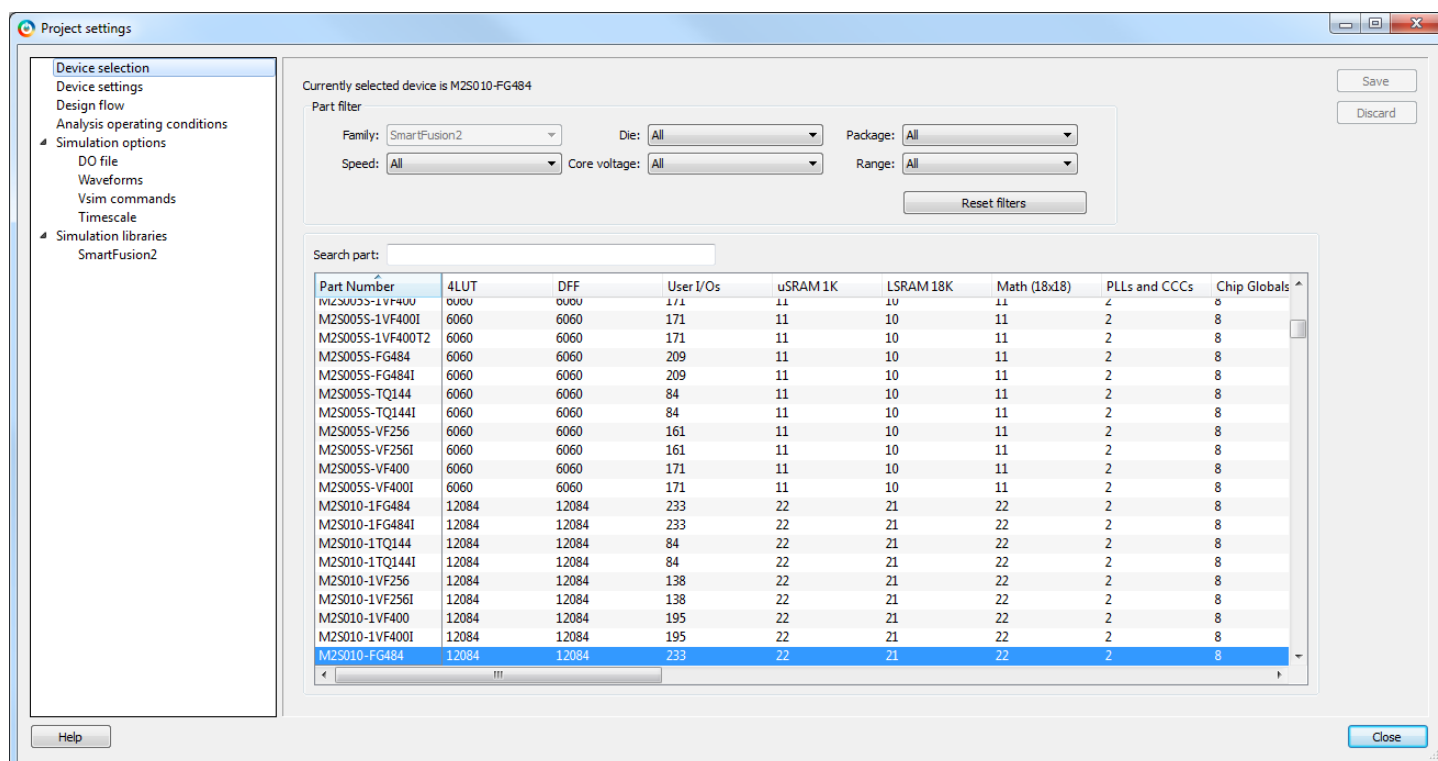 Project settings
Device selection
Device settings
Design flow
Analysis operating conditions
Simulation options
DO file
Waveforms
Vsim commands
Timescale
Simulation libraries
SmartFusion2
Currently selected device is M2S010-FG484
Save
Discard
Part filter
Family: SmartFusion2 Die: All Package: All
Speed: All Core voltage: All Range: All
Reset filters
Search part:
Part Number 4LUT DFF User I/Os uSRAM 1K LSRAM 18K Math (18x18) PLLs and CCCs Chip Globals
M2S005S-1VF400 6060 6060 171 11 10 11 2 8
M2S005S-1VF400I 6060 6060 171 11 10 11 2 8
M2S005S-1VF400T2 6060 6060 171 11 10 11 2 8
M2S005S-FG484 6060 6060 209 11 10 11 2 8
M2S005S-FG484I 6060 6060 209 11 10 11 2 8
M2S005S-TQ144 6060 6060 84 11 10 11 2 8
M2S005S-TQ144I 6060 6060 84 11 10 11 2 8
M2S005S-VF256 6060 6060 161 11 10 11 2 8
M2S005S-VF256I 6060 6060 161 11 10 11 2 8
M2S005S-VF400 6060 6060 171 11 10 11 2 8
M2S005S-VF400I 6060 6060 171 11 10 11 2 8
M2S010-1FG484 12084 12084 233 22 21 22 2 8
M2S010-1FG484I 12084 12084 233 22 21 22 2 8
M2S010-1TQ144 12084 12084 84 22 21 22 2 8
M2S010-1TQ144I 12084 12084 84 22 21 22 2 8
M2S010-1VF256 12084 12084 138 22 21 22 2 8
M2S010-1VF256I 12084 12084 138 22 21 22 2 8
M2S010-1VF400 12084 12084 195 22 21 22 2 8
M2S010-1VF400I 12084 12084 195 22 21 22 2 8
M2S010-FG484 12084 12084 233 22 21 22 2 8
Help
Close